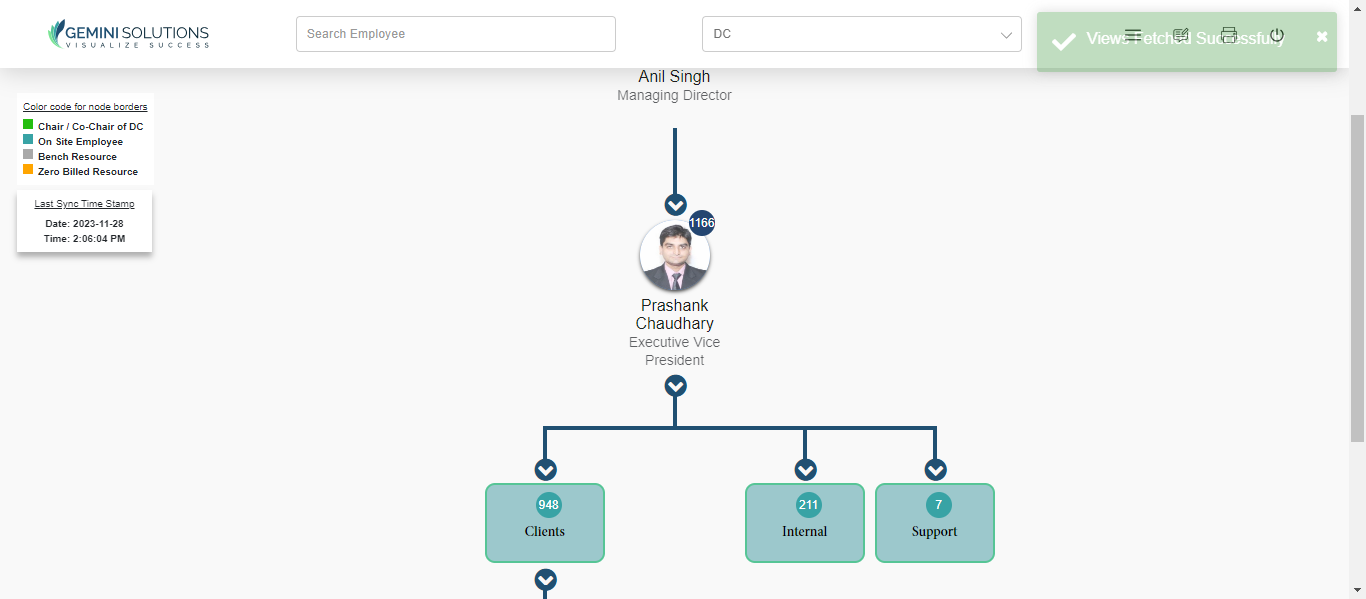 GEMINI SOLUTIONS
VISUALIZE SUCCESS
Search Employee
DC
Views Fetched Successfully
Anil Singh
Managing Director
Color code for node borders
Chair / Co-Chair of DC
On Site Employee
Bench Resource
Zero Billed Resource
Last Sync Time Stamp
Date: 2023-11-28
Time: 2:06:04 PM
1166
Prashank
Chaudhary
Executive Vice
President
948
Clients
211
Internal
7
Support